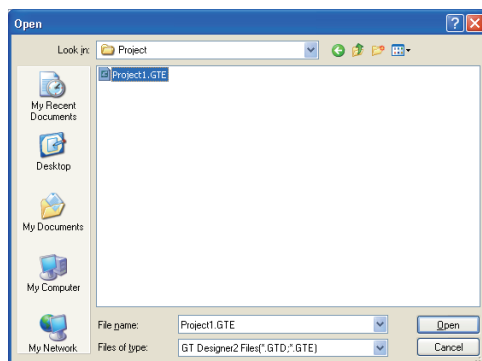 Open
Look in: Project
Project1.GTE
My Recent
Documents
Desktop
My Documents
My Computer
My Network
File name: Project1.GTE Open
Files of type: GT Designer2 Files(*.GTD;*.GTE) Cancel